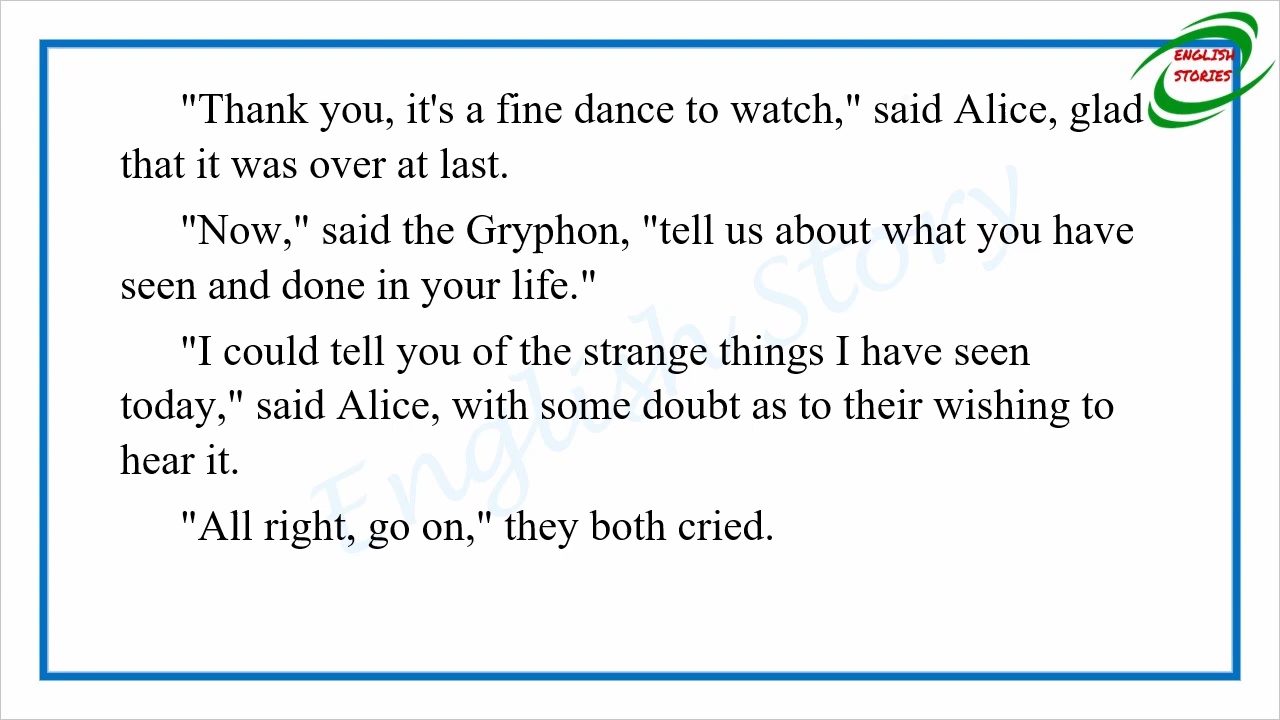 ENGLISH
STORIES
"Thank you, it's a fine dance to watch," said Alice, glad
that it was over at last.
"Now," said the Gryphon, "tell us about what you have
seen and done in your life."
"I could tell you of the strange things I have seen
today," said Alice, with some doubt as to their wishing to
hear it.
"All right, go on," they both cried.
English Story